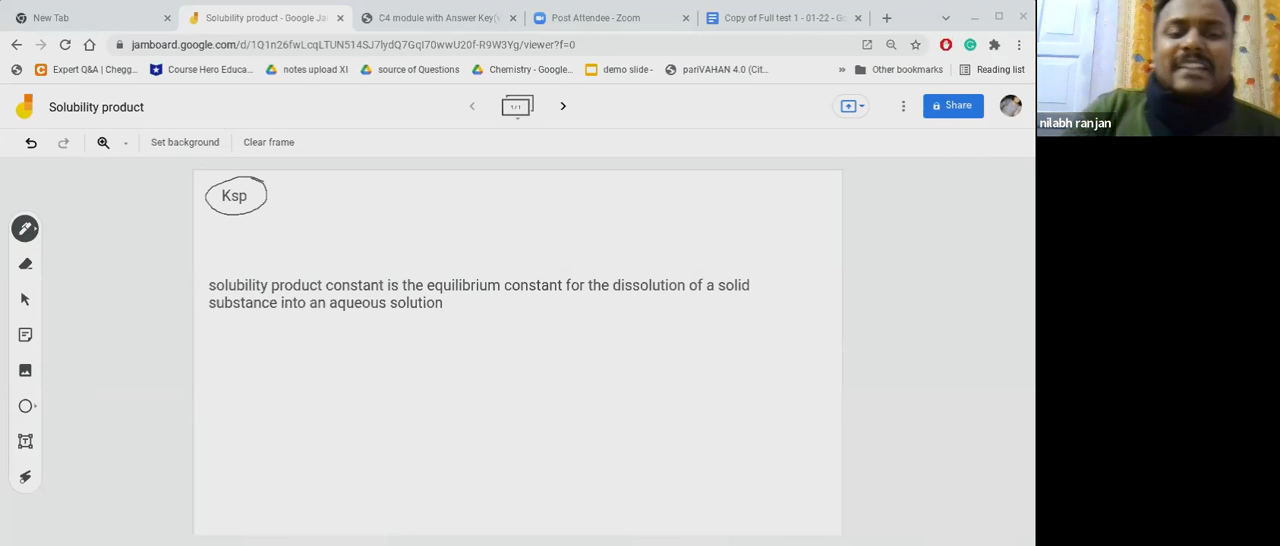 New Tab
Solubility product - Google Ja
C4 module with Answer Key(
Post Attendee - Zoom
Copy of Full test 1 - 01-22 - Go
jamboard.google.com/d/1Q1n26fwLcqLTUN514SJ7lydQ7GqI70wwU20f-R9W3Yg/viewer?f=0
Expert Q&A | Chegg...
Course Hero Educa...
notes upload XI
source of Questions
Chemistry - Google...
demo slide -
pariVAHAN 4.0 (Cit...
Other bookmarks
Reading list
Solubility product
1/1
Share
Set background
Clear frame
nilabh ranjan
Ksp
solubility product constant is the equilibrium constant for the dissolution of a solid
substance into an aqueous solution